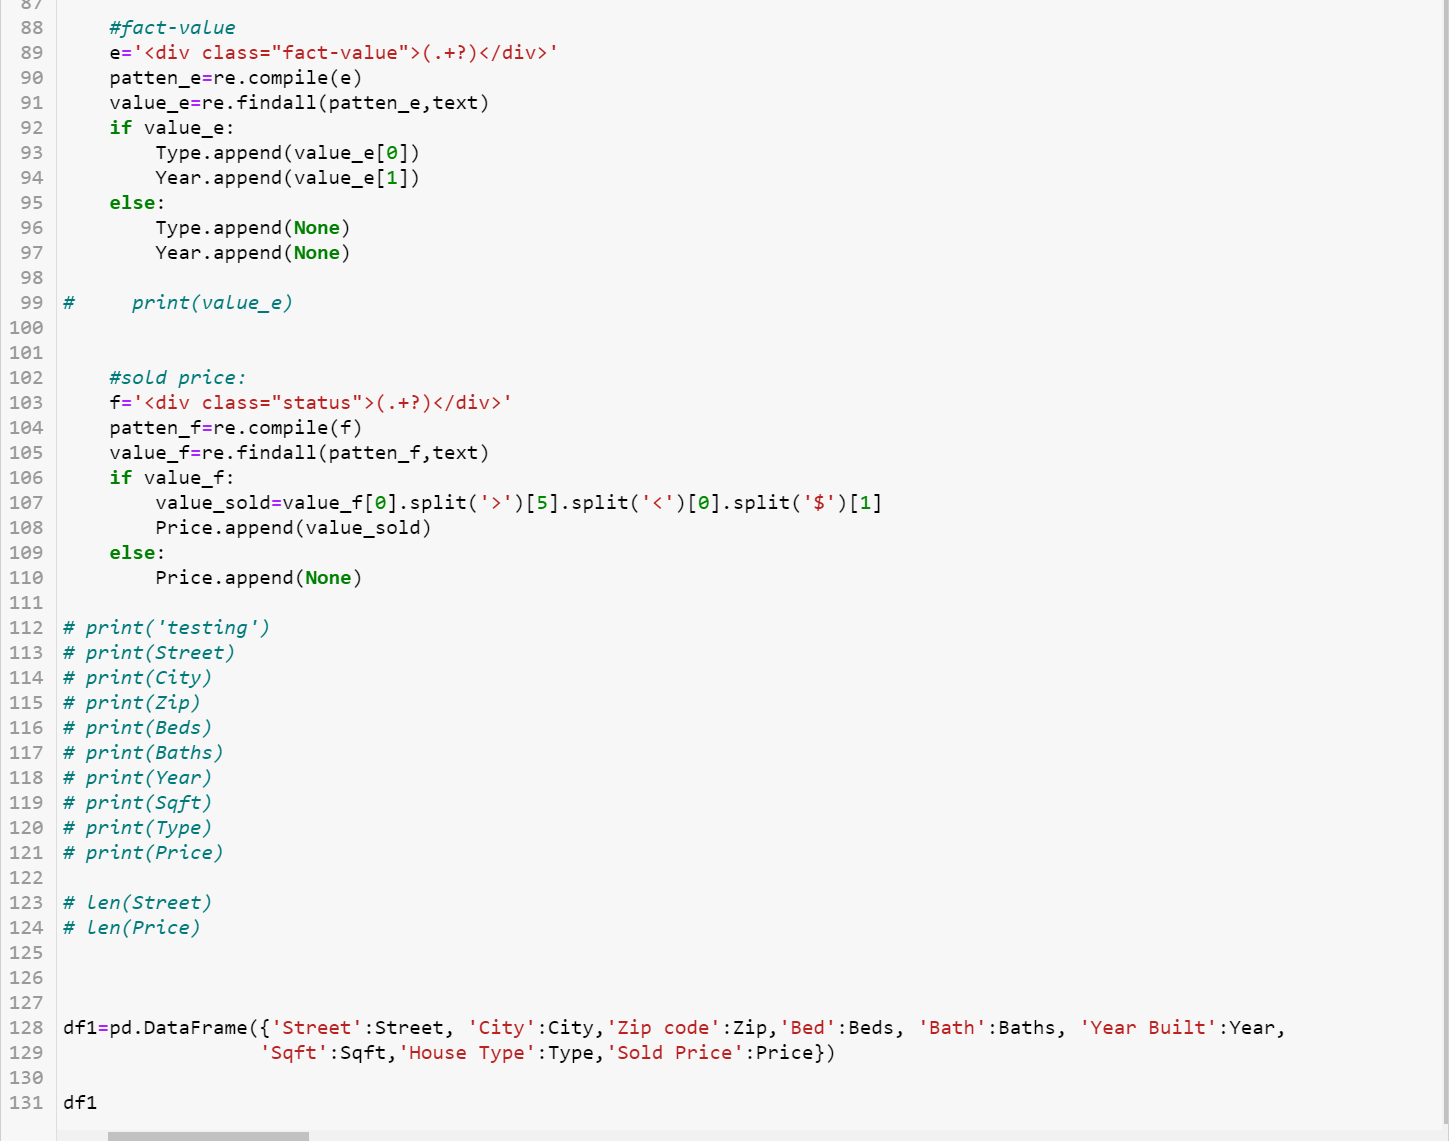 87
88     #fact-value
89     e='<div class="fact-value">(.+?)</div>'
90     patten_e=re.compile(e)
91     value_e=re.findall(patten_e,text)
92     if value_e:
93         Type.append(value_e[0])
94         Year.append(value_e[1])
95     else:
96         Type.append(None)
97         Year.append(None)
98
99 #     print(value_e)
100
101
102     #sold price:
103     f='<div class="status">(.+?)</div>'
104     patten_f=re.compile(f)
105     value_f=re.findall(patten_f,text)
106     if value_f:
107         value_sold=value_f[0].split('>')[5].split('<')[0].split('$')[1]
108         Price.append(value_sold)
109     else:
110         Price.append(None)
111
112 # print('testing')
113 # print(Street)
114 # print(City)
115 # print(Zip)
116 # print(Beds)
117 # print(Baths)
118 # print(Year)
119 # print(Sqft)
120 # print(Type)
121 # print(Price)
122
123 # len(Street)
124 # len(Price)
125
126
127
128 df1=pd.DataFrame({'Street':Street, 'City':City,'Zip code':Zip,'Bed':Beds, 'Bath':Baths, 'Year Built':Year,
129                  'Sqft':Sqft,'House Type':Type,'Sold Price':Price})
130
131 df1